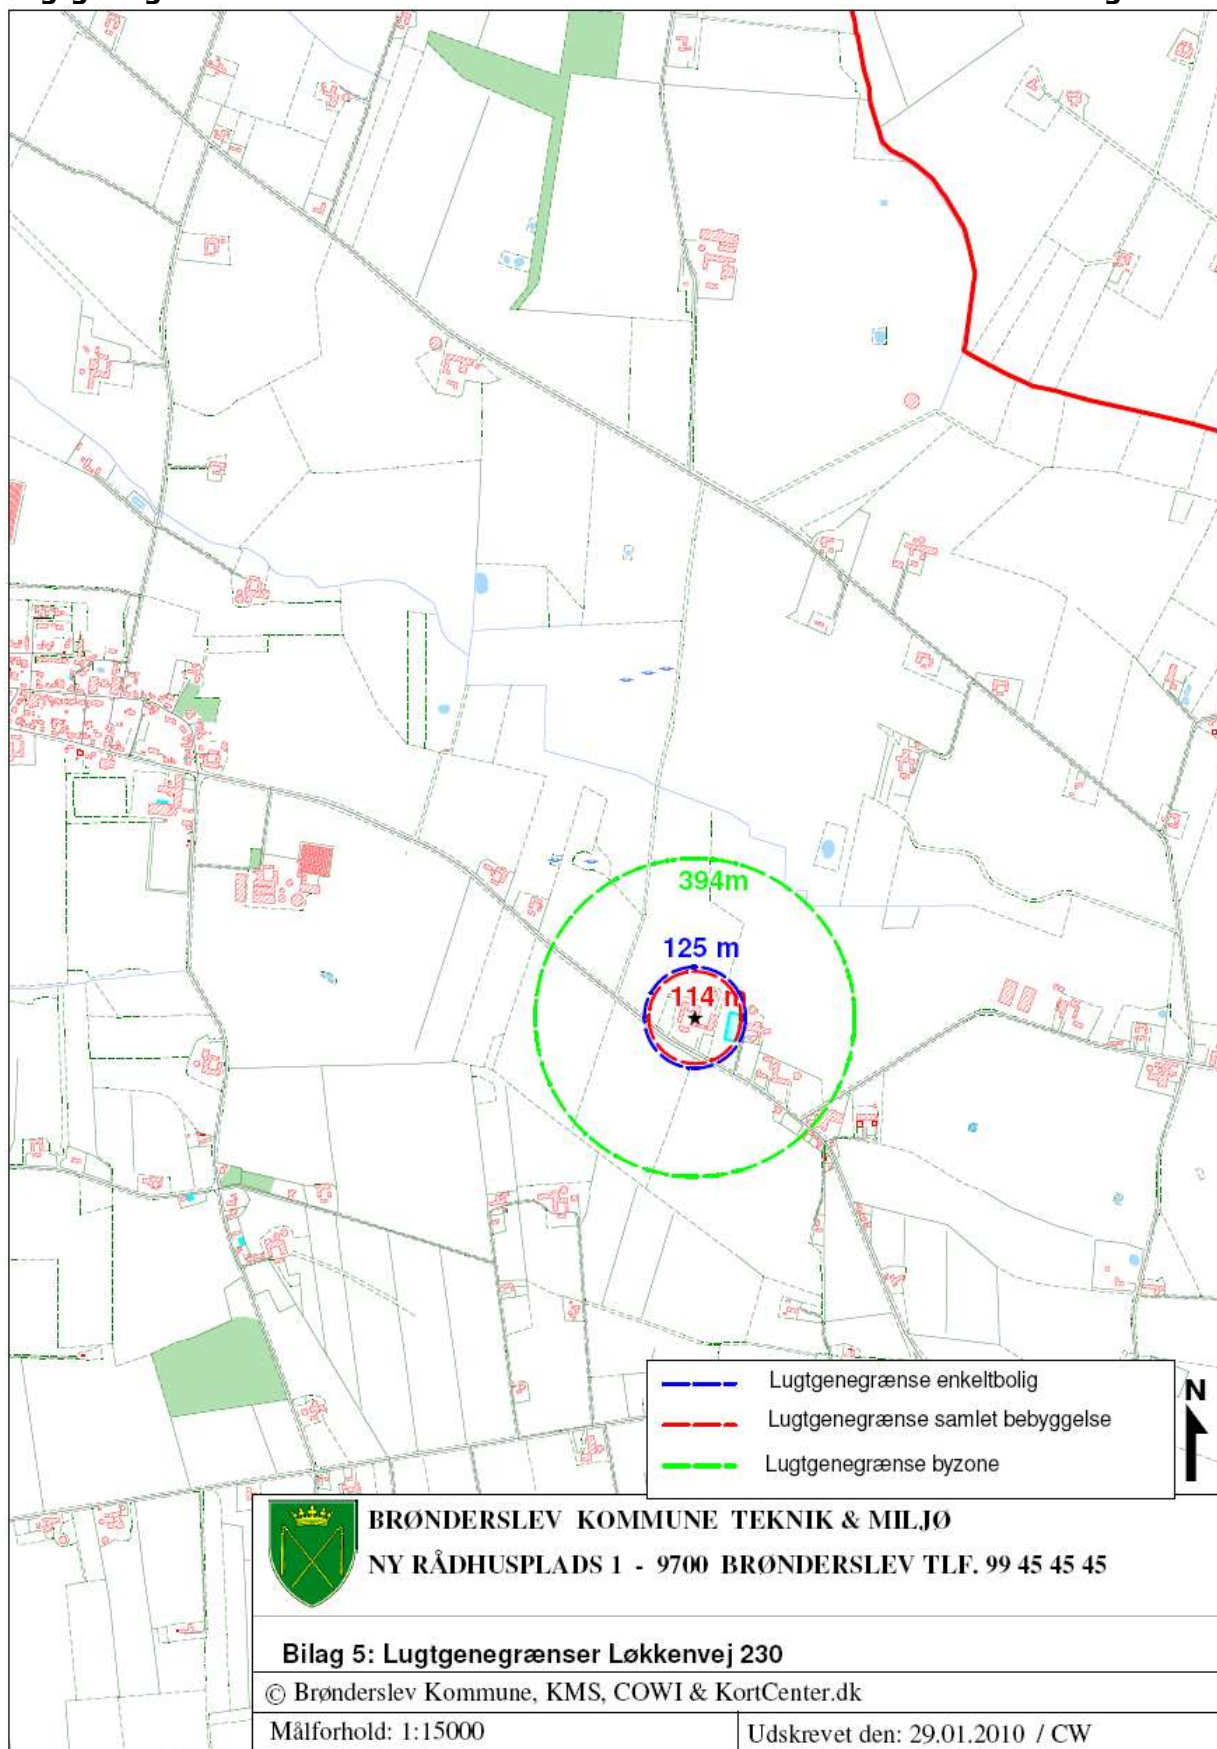 394m
125 m
114 m
Lugtgenegrænse enkeltbolig
Lugtgenegrænse samlet bebyggelse
Lugtgenegrænse byzone
N
BRØNDERSLEV KOMMUNE TEKNIK & MILJØ
NY RÅDHUSPLADS 1 - 9700 BRØNDERSLEV TLF. 99 45 45 45
Bilag 5: Lugtgenegrænser Løkkenvej 230
© Brønderslev Kommune, KMS, COWI & KortCenter.dk
Målforhold: 1:15000
Udskrevet den: 29.01.2010 / CW